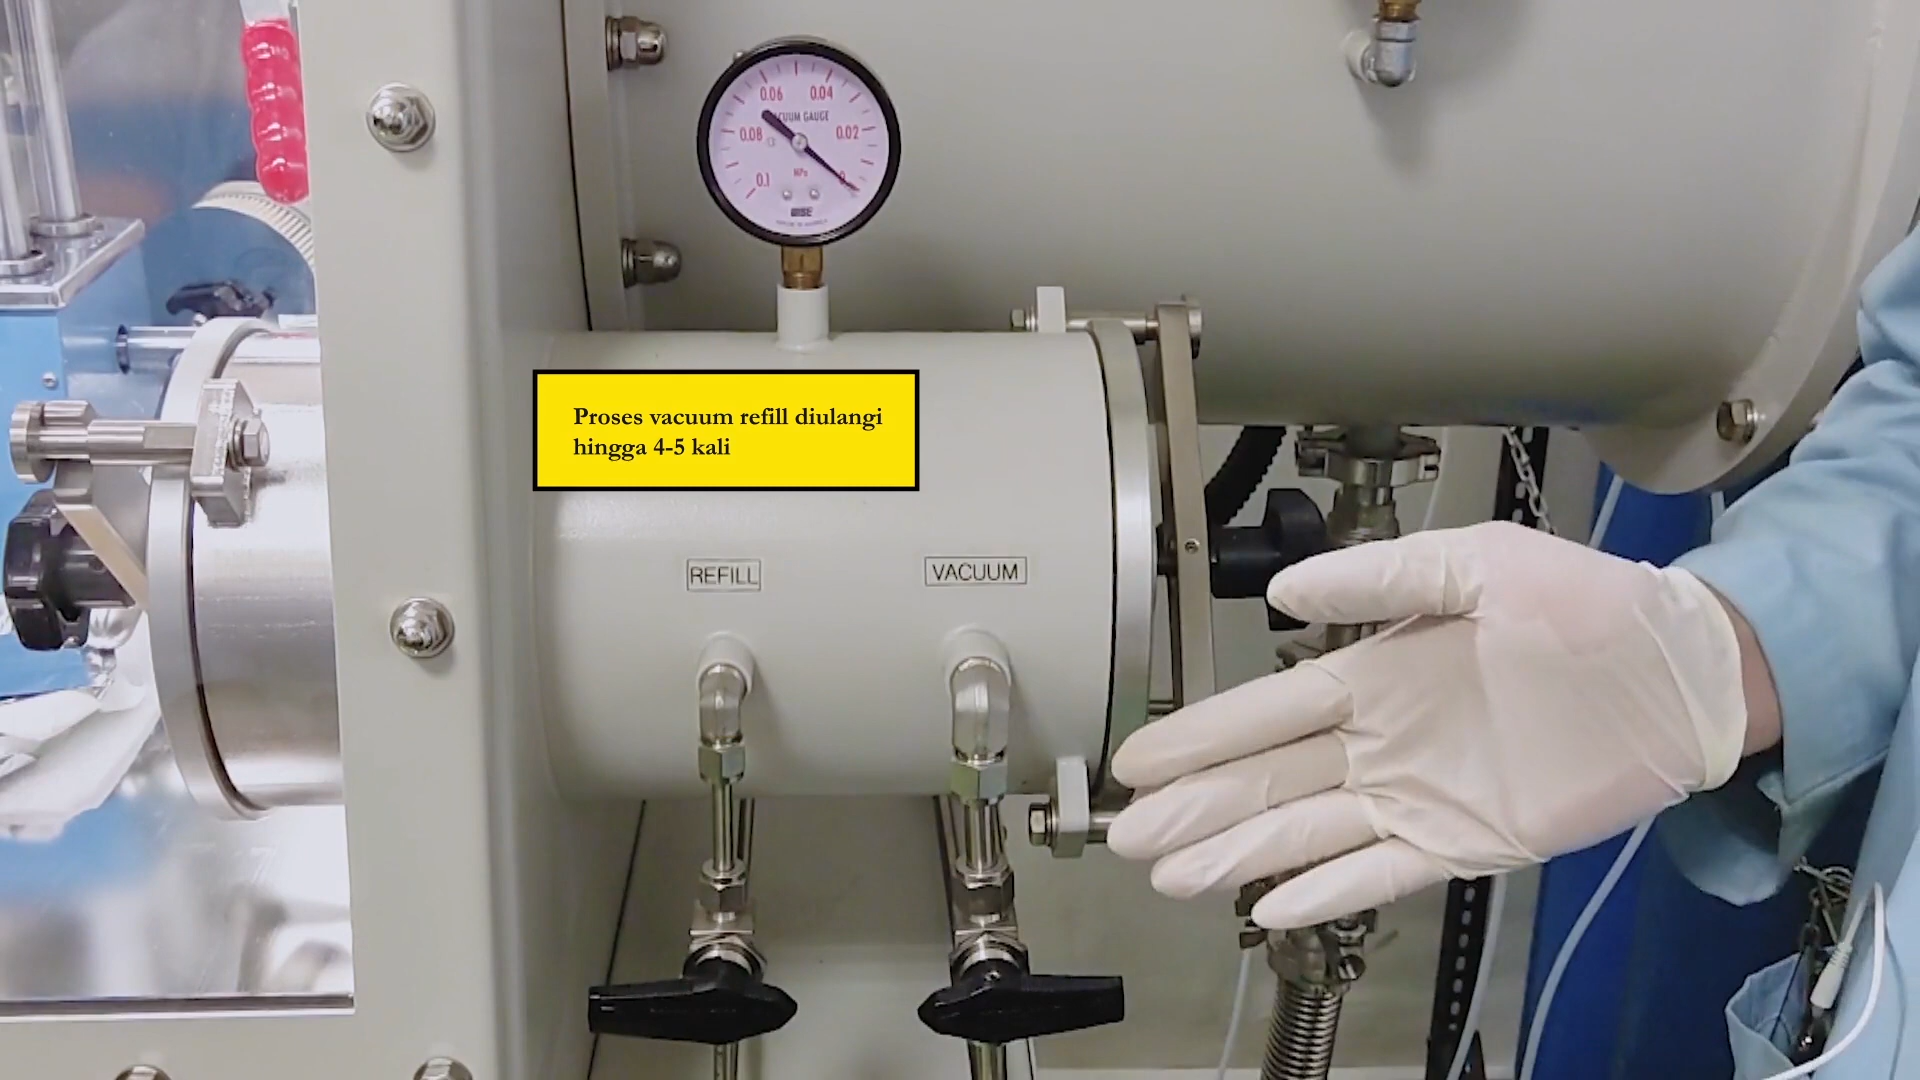 0.06 0.04
VACUUM GAUGE
0.08 0.02
MPa
0.1 0
WISE
Proses vacuum refill diulangi
hingga 4-5 kali
REFILL
VACUUM